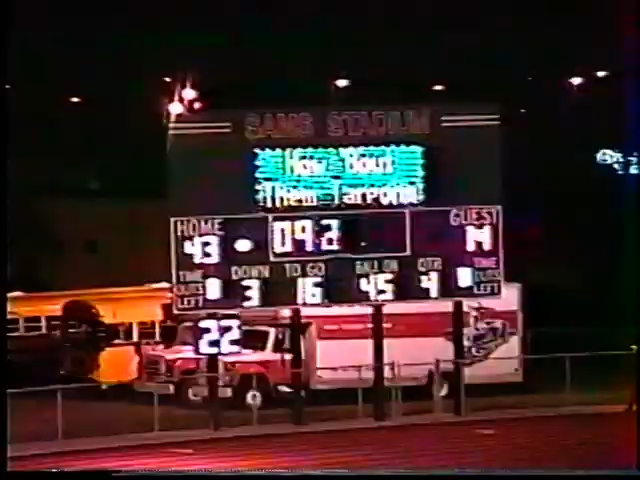 SAMS STADIUM
How 'Bout
Them Tarpons
HOME GUEST
43 09.2 14
TIME OUTS LEFT DOWN TO GO BALL ON QTR TIME OUTS LEFT
3 16 45 4
22